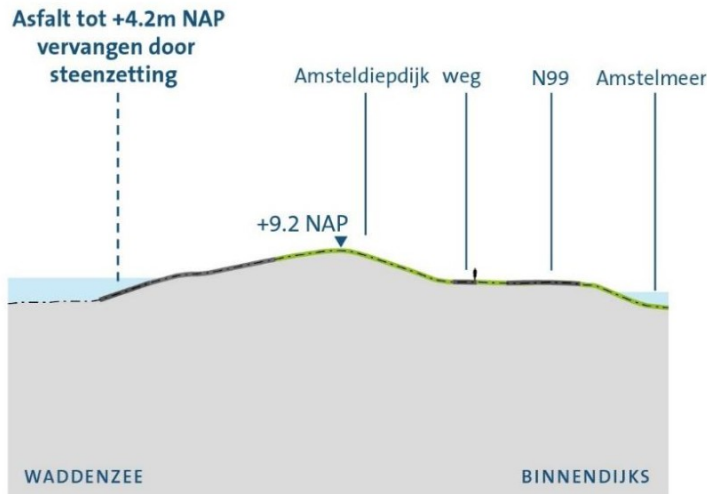 Asfalt tot +4.2m NAP
vervangen door
steenzetting
Amsteldiepdijk
weg
N99
Amstelmeer
+9.2 NAP
WADDENZEE
BINNENDIJKS